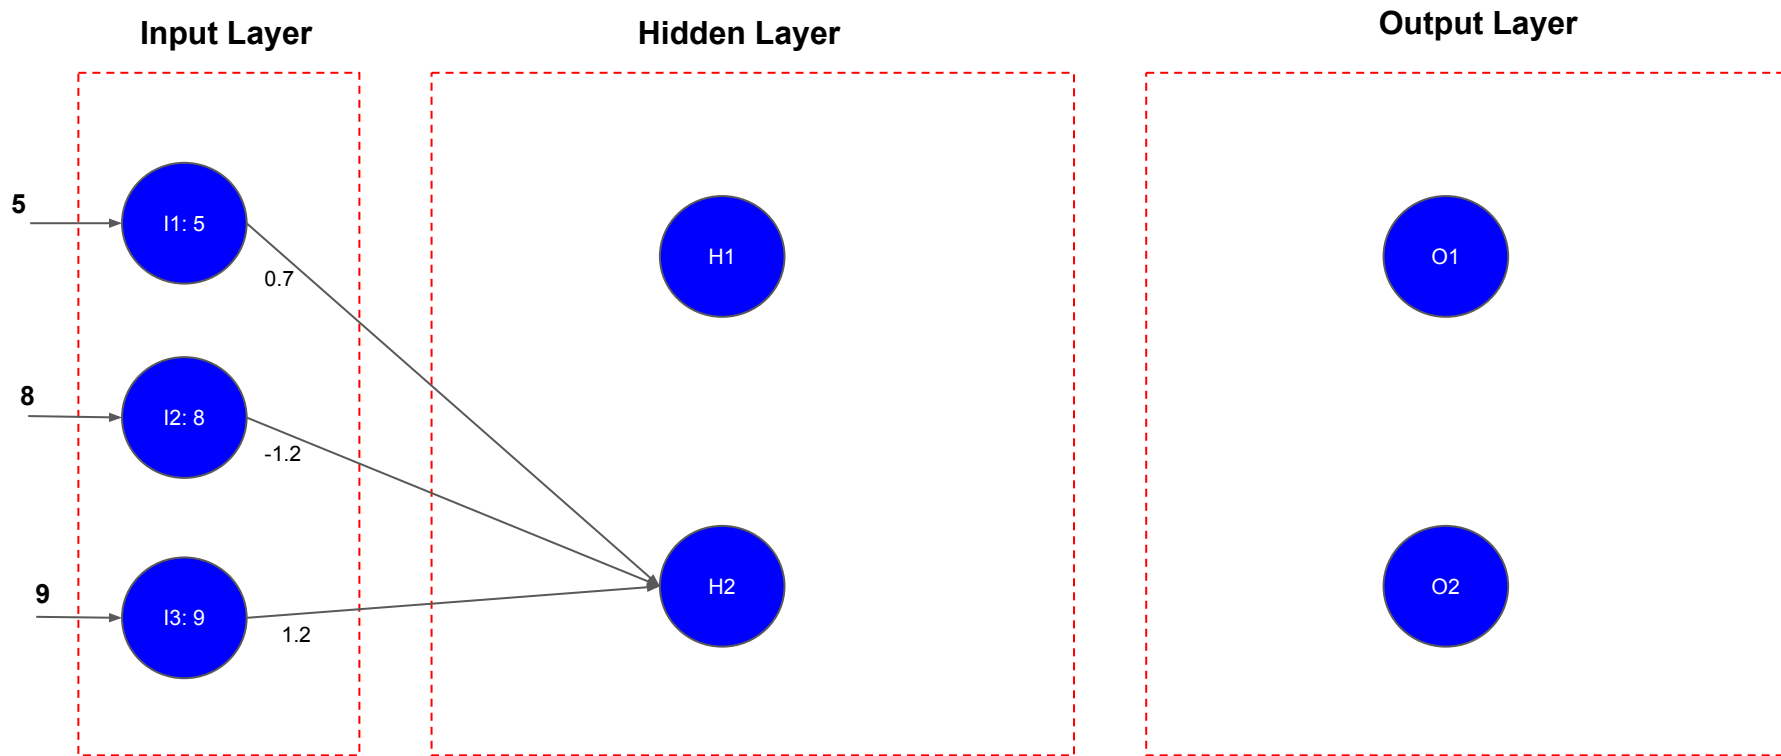 Input Layer
Hidden Layer
Output Layer
5
I1: 5
0.7
H1
O1
8
I2: 8
-1.2
9
I3: 9
1.2
H2
O2